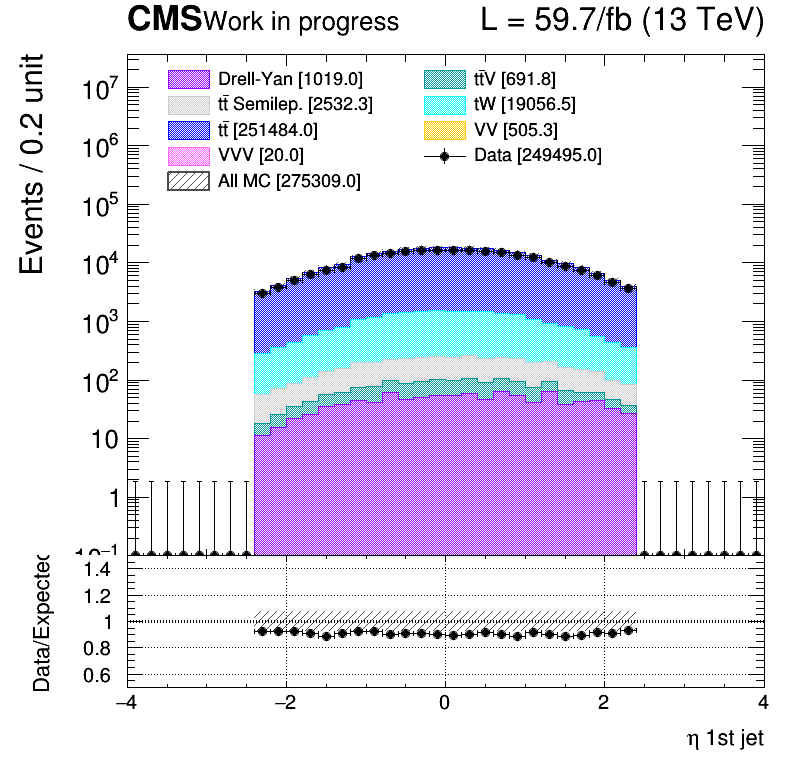 CMS Work in progress L = 59.7/fb (13 TeV)
Events / 0.2 unit
Drell-Yan [1019.0] tt̄V [691.8]
tt̄ Semilep. [2532.3] tW [19056.5]
tt̄ [251484.0] VV [505.3]
VVV [20.0] Data [249495.0]
All MC [275309.0]
10⁷
10⁶
10⁵
10⁴
10³
10²
10
1
10⁻¹
Data/Expected
1.4
1.2
1
0.8
0.6
−4 −2 0 2 4
η 1st jet